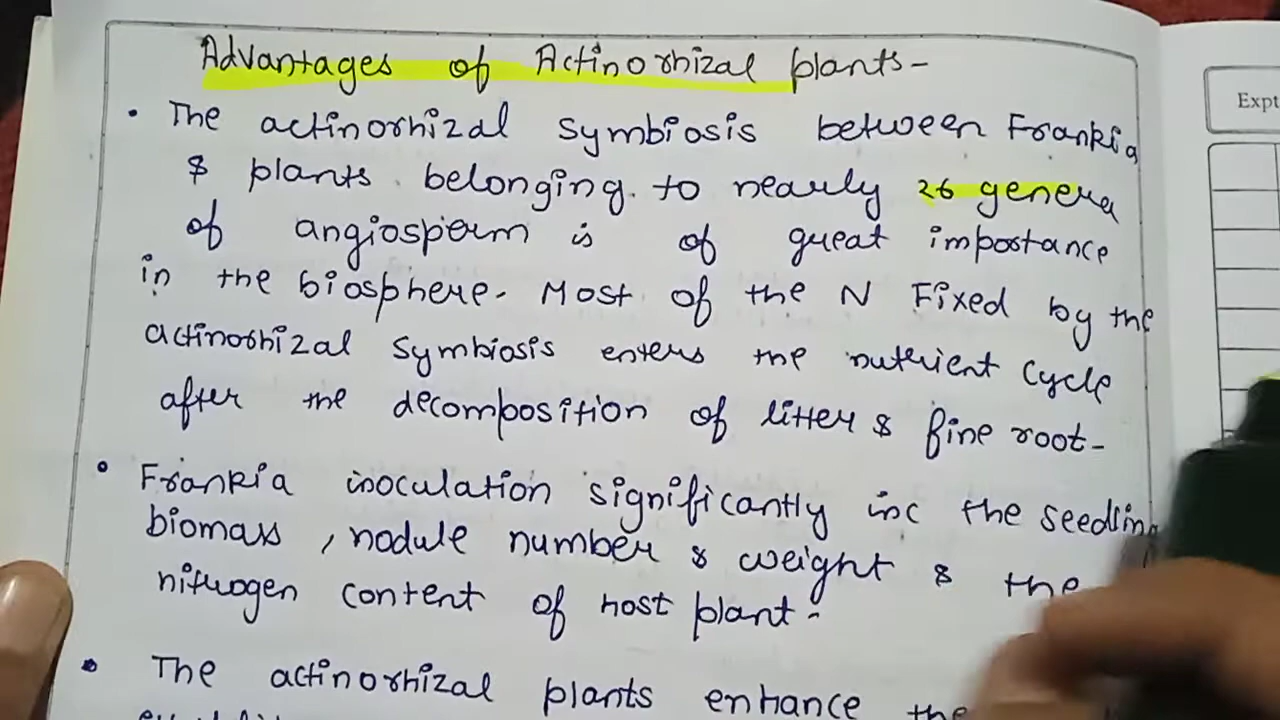 Advantages of Actinorhizal plants-
• The actinorhizal symbiosis between Frankia
& plants belonging to nearly 26 genera
of angiosperm is of great importance
in the biosphere. Most of the N Fixed by the
actinorhizal symbiosis enters the nutrient cycle
after the decomposition of litter & fine root-
• Frankia inoculation significantly inc the seedling
biomass, nodule number & weight & the
nitrogen content of host plant-
• The actinorhizal plants enhance the
Expt